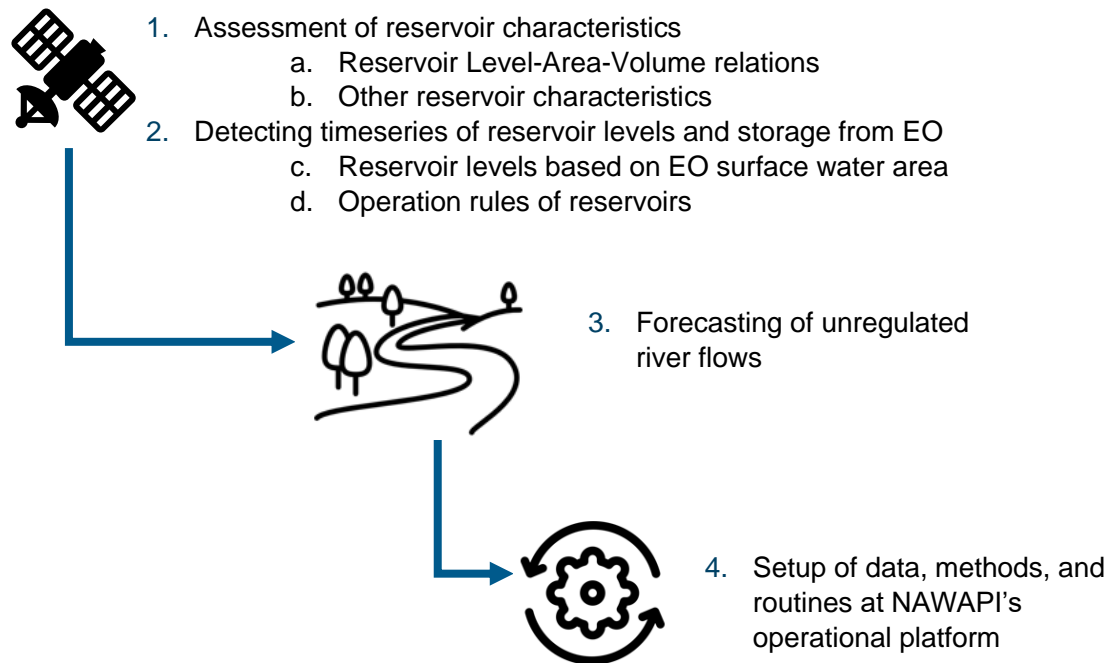 1. Assessment of reservoir characteristics
a. Reservoir Level-Area-Volume relations
b. Other reservoir characteristics
2. Detecting timeseries of reservoir levels and storage from EO
c. Reservoir levels based on EO surface water area
d. Operation rules of reservoirs
3. Forecasting of unregulated
river flows
4. Setup of data, methods, and
routines at NAWAPI’s
operational platform